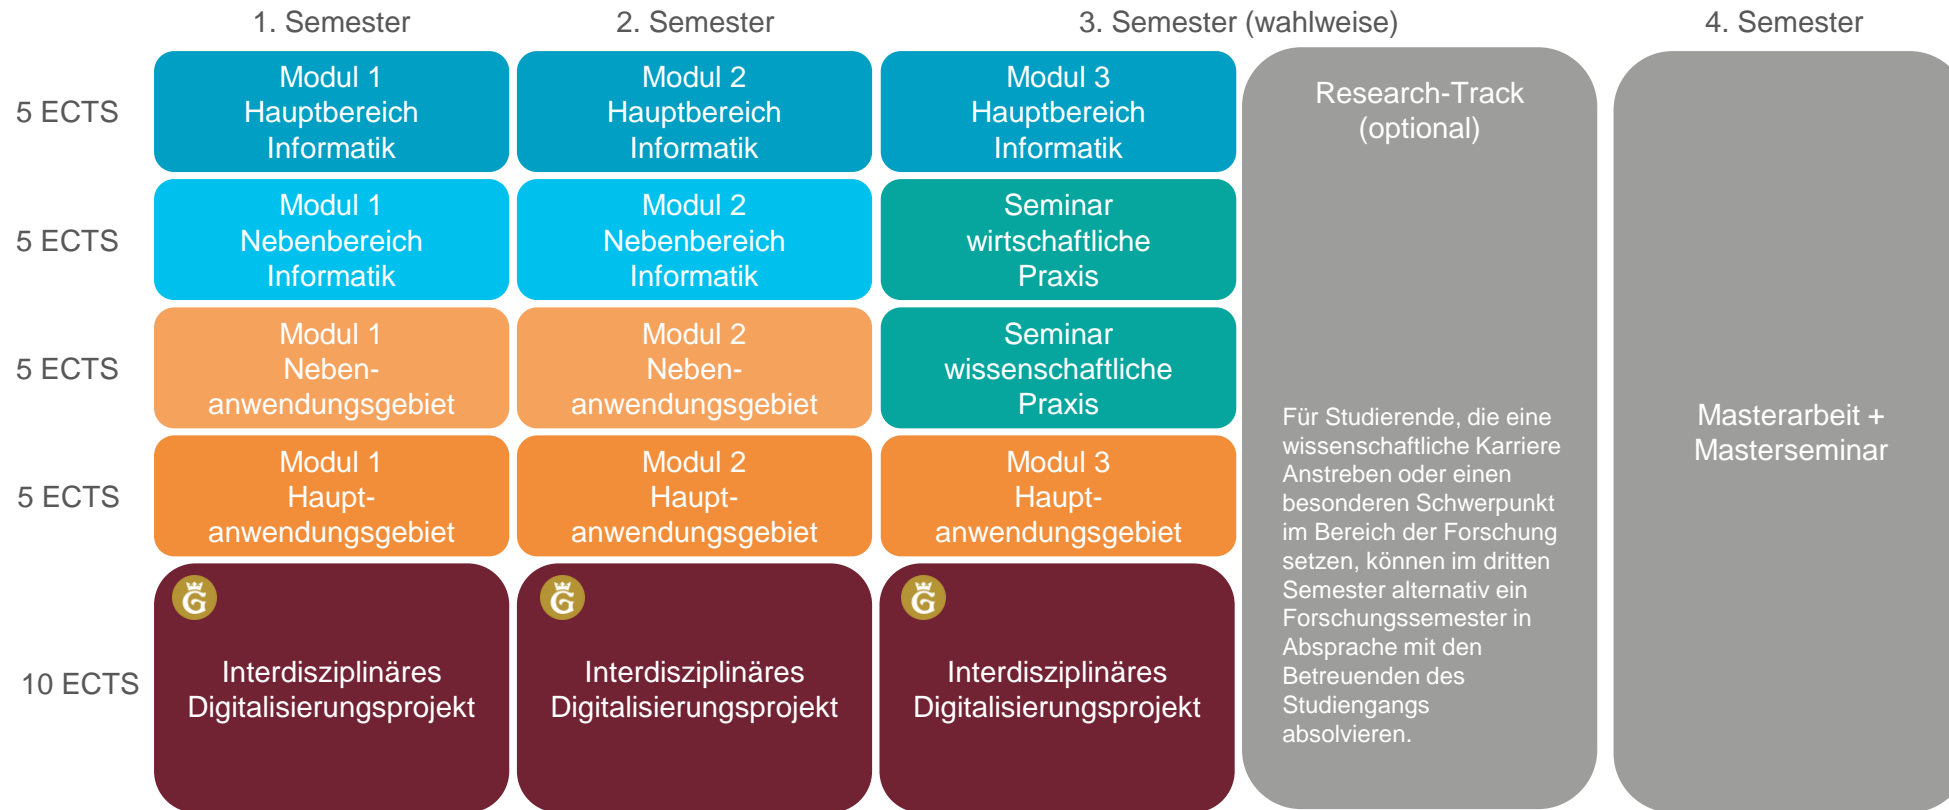 1. Semester
2. Semester
3. Semester (wahlweise)
4. Semester
5 ECTS
Modul 1
Hauptbereich
Informatik
Modul 2
Hauptbereich
Informatik
Modul 3
Hauptbereich
Informatik
5 ECTS
Modul 1
Nebenbereich
Informatik
Modul 2
Nebenbereich
Informatik
Seminar
wirtschaftliche
Praxis
5 ECTS
Modul 1
Neben-
anwendungsgebiet
Modul 2
Neben-
anwendungsgebiet
Seminar
wissenschaftliche
Praxis
5 ECTS
Modul 1
Haupt-
anwendungsgebiet
Modul 2
Haupt-
anwendungsgebiet
Modul 3
Haupt-
anwendungsgebiet
10 ECTS
G
Interdisziplinäres
Digitalisierungsprojekt
G
Interdisziplinäres
Digitalisierungsprojekt
G
Interdisziplinäres
Digitalisierungsprojekt
Research-Track
(optional)
Für Studierende, die eine
wissenschaftliche Karriere
Anstreben oder einen
besonderen Schwerpunkt
im Bereich der Forschung
setzen, können im dritten
Semester alternativ ein
Forschungssemester in
Absprache mit den
Betreuenden des
Studiengangs
absolvieren.
Masterarbeit +
Masterseminar